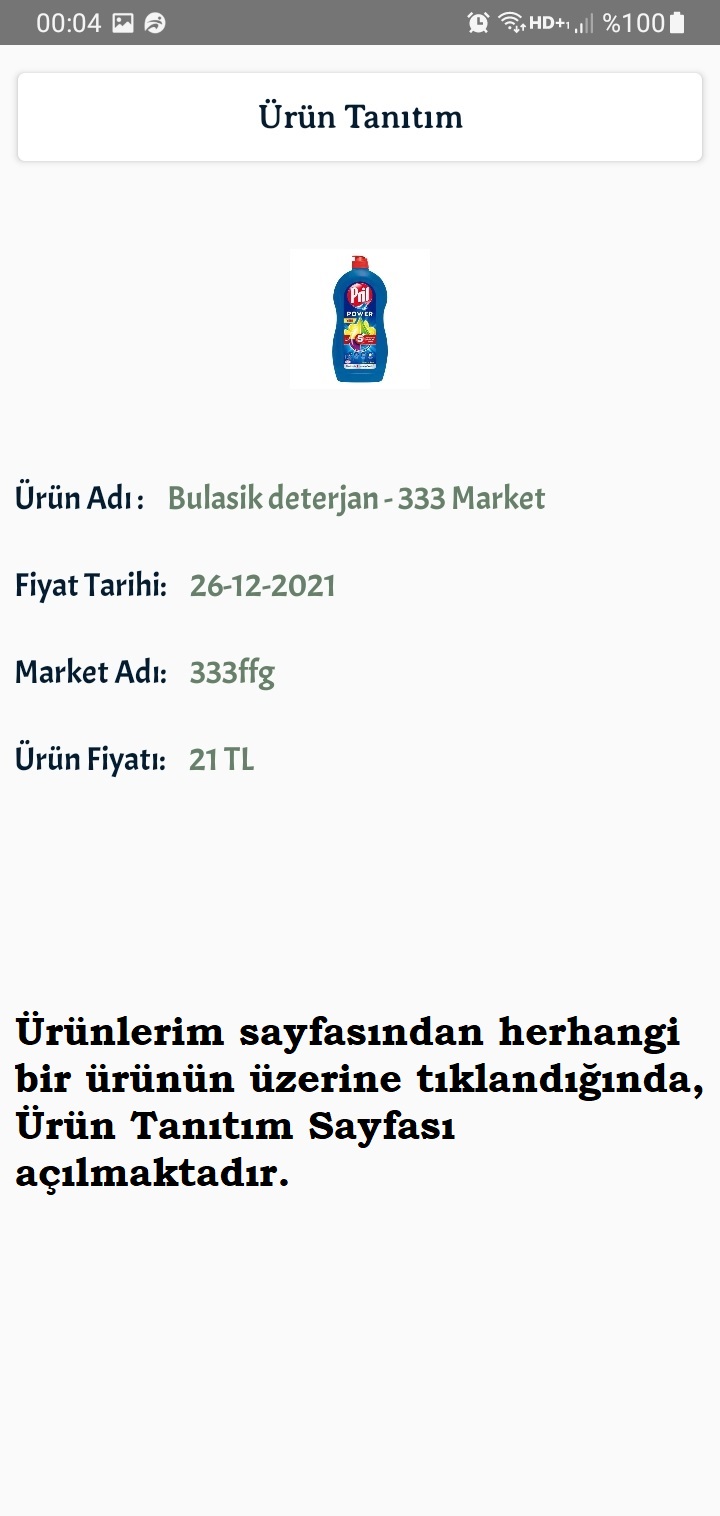 00:04 HD+ %100
Ürün Tanıtım
Pril
POWER
5
Ürün Adı : Bulasik deterjan - 333 Market
Fiyat Tarihi: 26-12-2021
Market Adı: 333ffg
Ürün Fiyatı: 21 TL
Ürünlerim sayfasından herhangi
bir ürünün üzerine tıklandığında,
Ürün Tanıtım Sayfası
açılmaktadır.